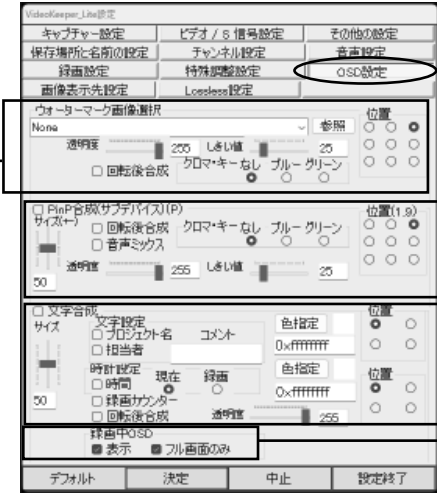 VideoKeeper_Lite設定
キャプチャー設定 ビデオ / S 信号設定 その他の設定
保存場所と名前の設定 チャンネル設定 音声設定
録画設定 特殊調整設定 OSD設定
画像表示先設定 Lossless設定
ウォーターマーク画像選択 位置
None 参照
透明度 255 しきい値 25
回転後合成 クロマ・キー なし ブルー グリーン
PinP合成(サブデバイス)(P) 位置(1.9)
サイズ(←) 回転後合成 クロマ・キー なし ブルー グリーン
音声ミックス
透明度 255 しきい値 25
50
文字合成 位置
サイズ 文字設定 色指定
プロジェクト名 コメント
担当者 0xffffffff
時計設定 現在 録画 色指定 位置
時間
50 録画カウンター 0xffffffff
回転後合成 透明度 255
録画中OSD
表示 フル画面のみ
デフォルト 決定 中止 設定終了